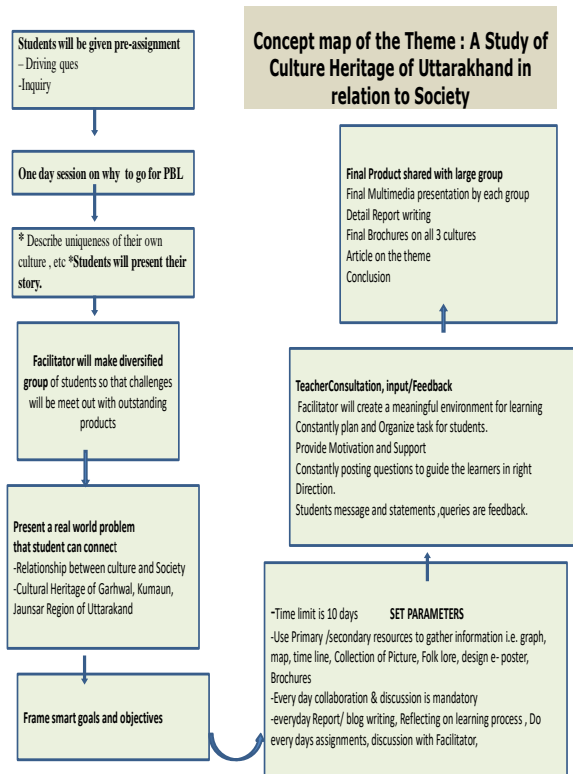 Concept map of the Theme : A Study of
Culture Heritage of Uttarakhand in
relation to Society
Students will be given pre-assignment
– Driving ques
-Inquiry
One day session on why to go for PBL
* Describe uniqueness of their own
culture , etc *Students will present their
story.
Facilitator will make diversified
group of students so that challenges
will be meet out with outstanding
products
Present a real world problem
that student can connect
-Relationship between culture and Society
-Cultural Heritage of Garhwal, Kumaun,
Jaunsar Region of Uttarakand
Frame smart goals and objectives
-Time limit is 10 days SET PARAMETERS
-Use Primary /secondary resources to gather information i.e. graph,
map, time line, Collection of Picture, Folk lore, design e- poster,
Brochures
-Every day collaboration & discussion is mandatory
-everyday Report/ blog writing, Reflecting on learning process , Do
every days assignments, discussion with Facilitator,
TeacherConsultation, input/Feedback
Facilitator will create a meaningful environment for learning
Constantly plan and Organize task for students.
Provide Motivation and Support
Constantly posting questions to guide the learners in right
Direction.
Students message and statements ,queries are feedback.
Final Product shared with large group
Final Multimedia presentation by each group
Detail Report writing
Final Brochures on all 3 cultures
Article on the theme
Conclusion